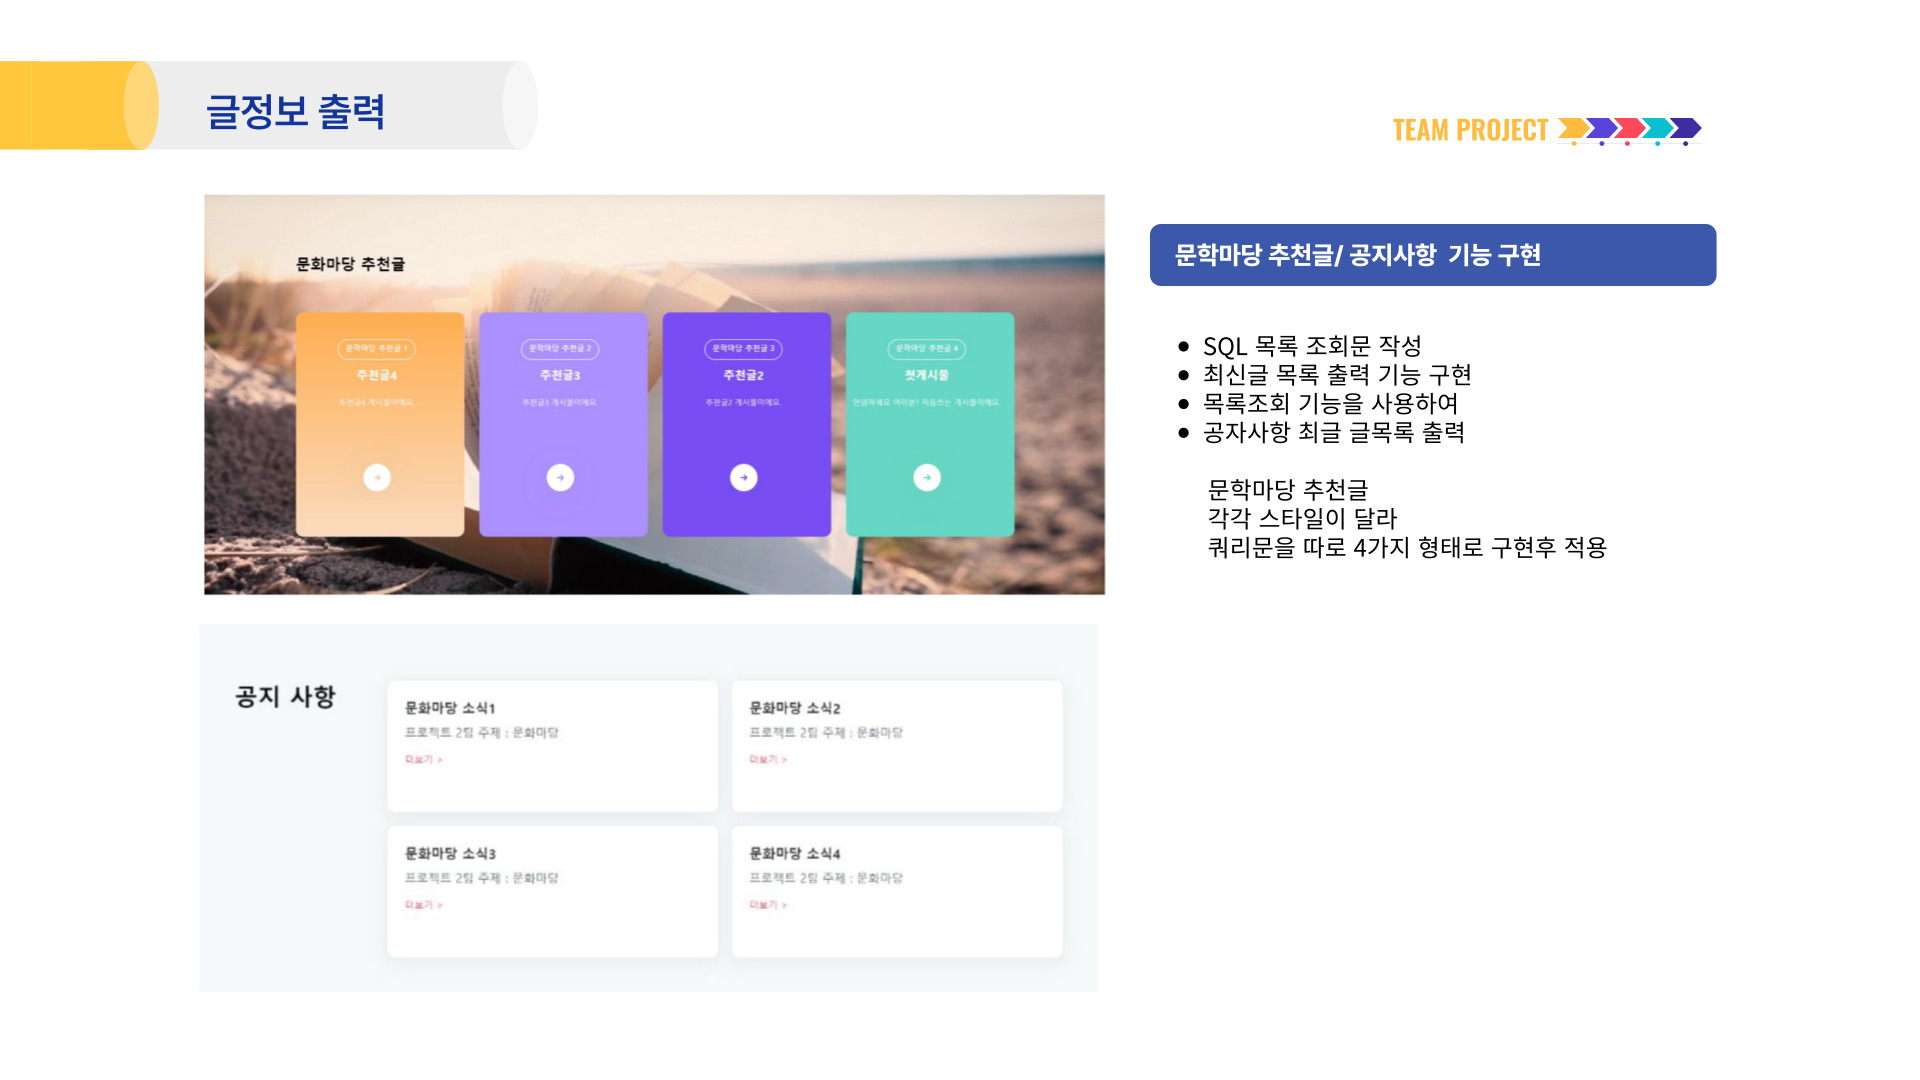 글정보 출력
TEAM PROJECT
문화마당 추천글
문학마당 추천글 1
추천글4
추천글4 게시물이예요.
문학마당 추천글 2
추천글3
추천글3 게시물이예요.
문학마당 추천글 3
추천글2
추천글2 게시물이예요.
문학마당 추천글 4
첫게시물
안녕하세요 여러분? 처음쓰는 게시물이예요.
문학마당 추천글/ 공지사항  기능 구현
● SQL 목록 조회문 작성
● 최신글 목록 출력 기능 구현
● 목록조회 기능을 사용하여
● 공자사항 최글 글목록 출력
문학마당 추천글
각각 스타일이 달라
쿼리문을 따로 4가지 형태로 구현후 적용
공지 사항
문화마당 소식1
프로젝트 2팀 주제 : 문화마당
더보기 >
문화마당 소식2
프로젝트 2팀 주제 : 문화마당
더보기 >
문화마당 소식3
프로젝트 2팀 주제 : 문화마당
더보기 >
문화마당 소식4
프로젝트 2팀 주제 : 문화마당
더보기 >